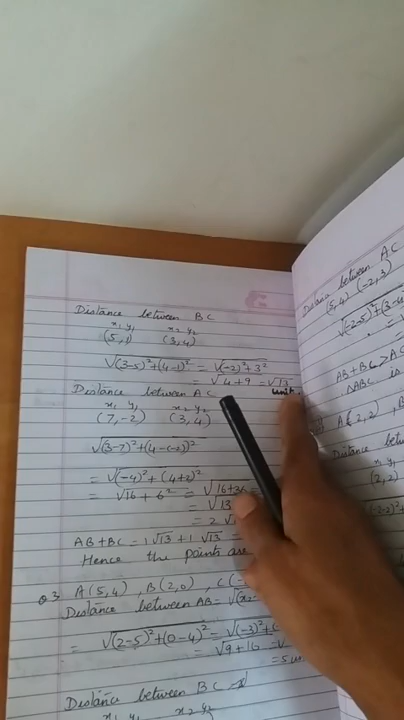 Distance between BC
x₁ y₁ x₂ y₂
(5,1) (3,4)
√(3-5)²+(4-1)² = √(-2)²+3²
= √4+9 = √13
units
Distance between AC
x₁ y₁ x₂ y₂
(7,-2) (3,4)
√(3-7)²+(4-(-2))²
= √(-4)²+(4+2)²
= √16+6² = √16+36
= √13
= 2√1
AB+BC = 1√13 + 1√13 =
Hence the points are
Q3 A(5,4), B(2,0), C(-
Distance between AB = √(x₂-
= √(2-5)²+(0-4)² = √(-3)²+(
= √9+16 = √
= 5 un
Distance between BC
x₁ y₁ x₂ y₂
Distance between AC
(5,4) (-2,3)
√(-2-5)²+(3-4
=
AB+BC > AC
△ABC is
A(2,2), B
Distance betw
x₁ y₁
(2,2)